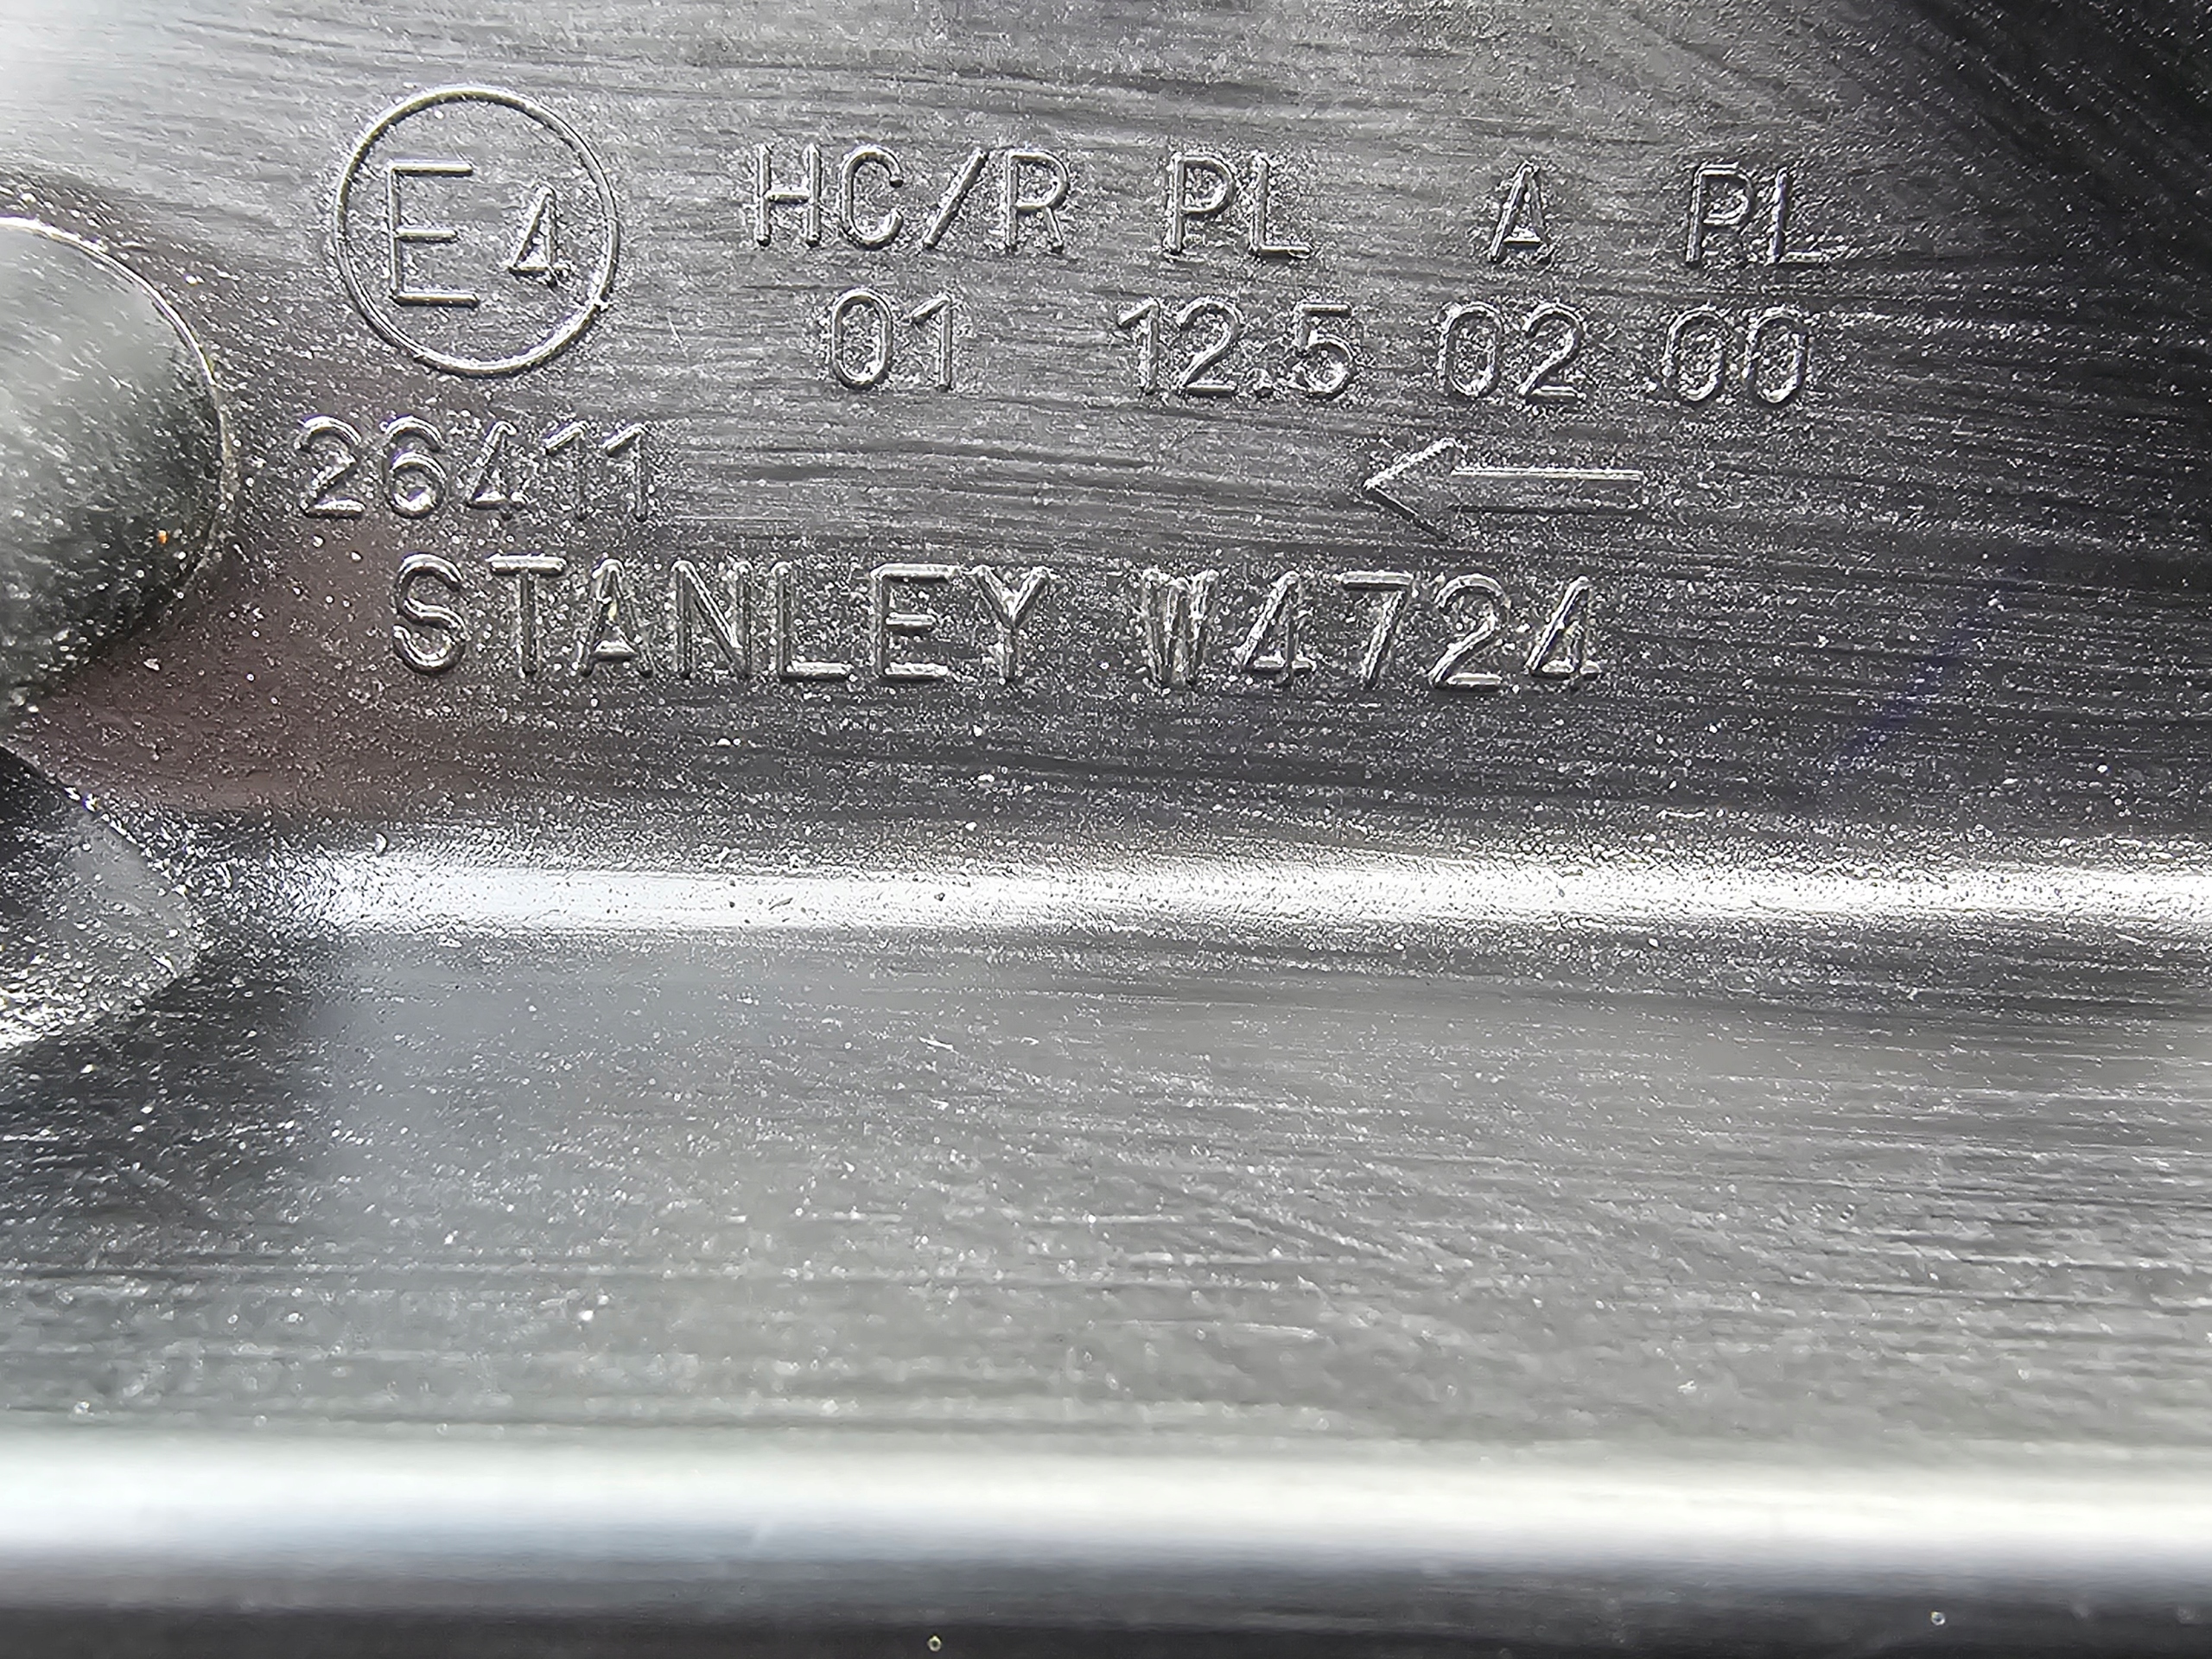 E4 HC/R PL A PL
01 12.5 02 00
26411 ←
STANLEY W4724